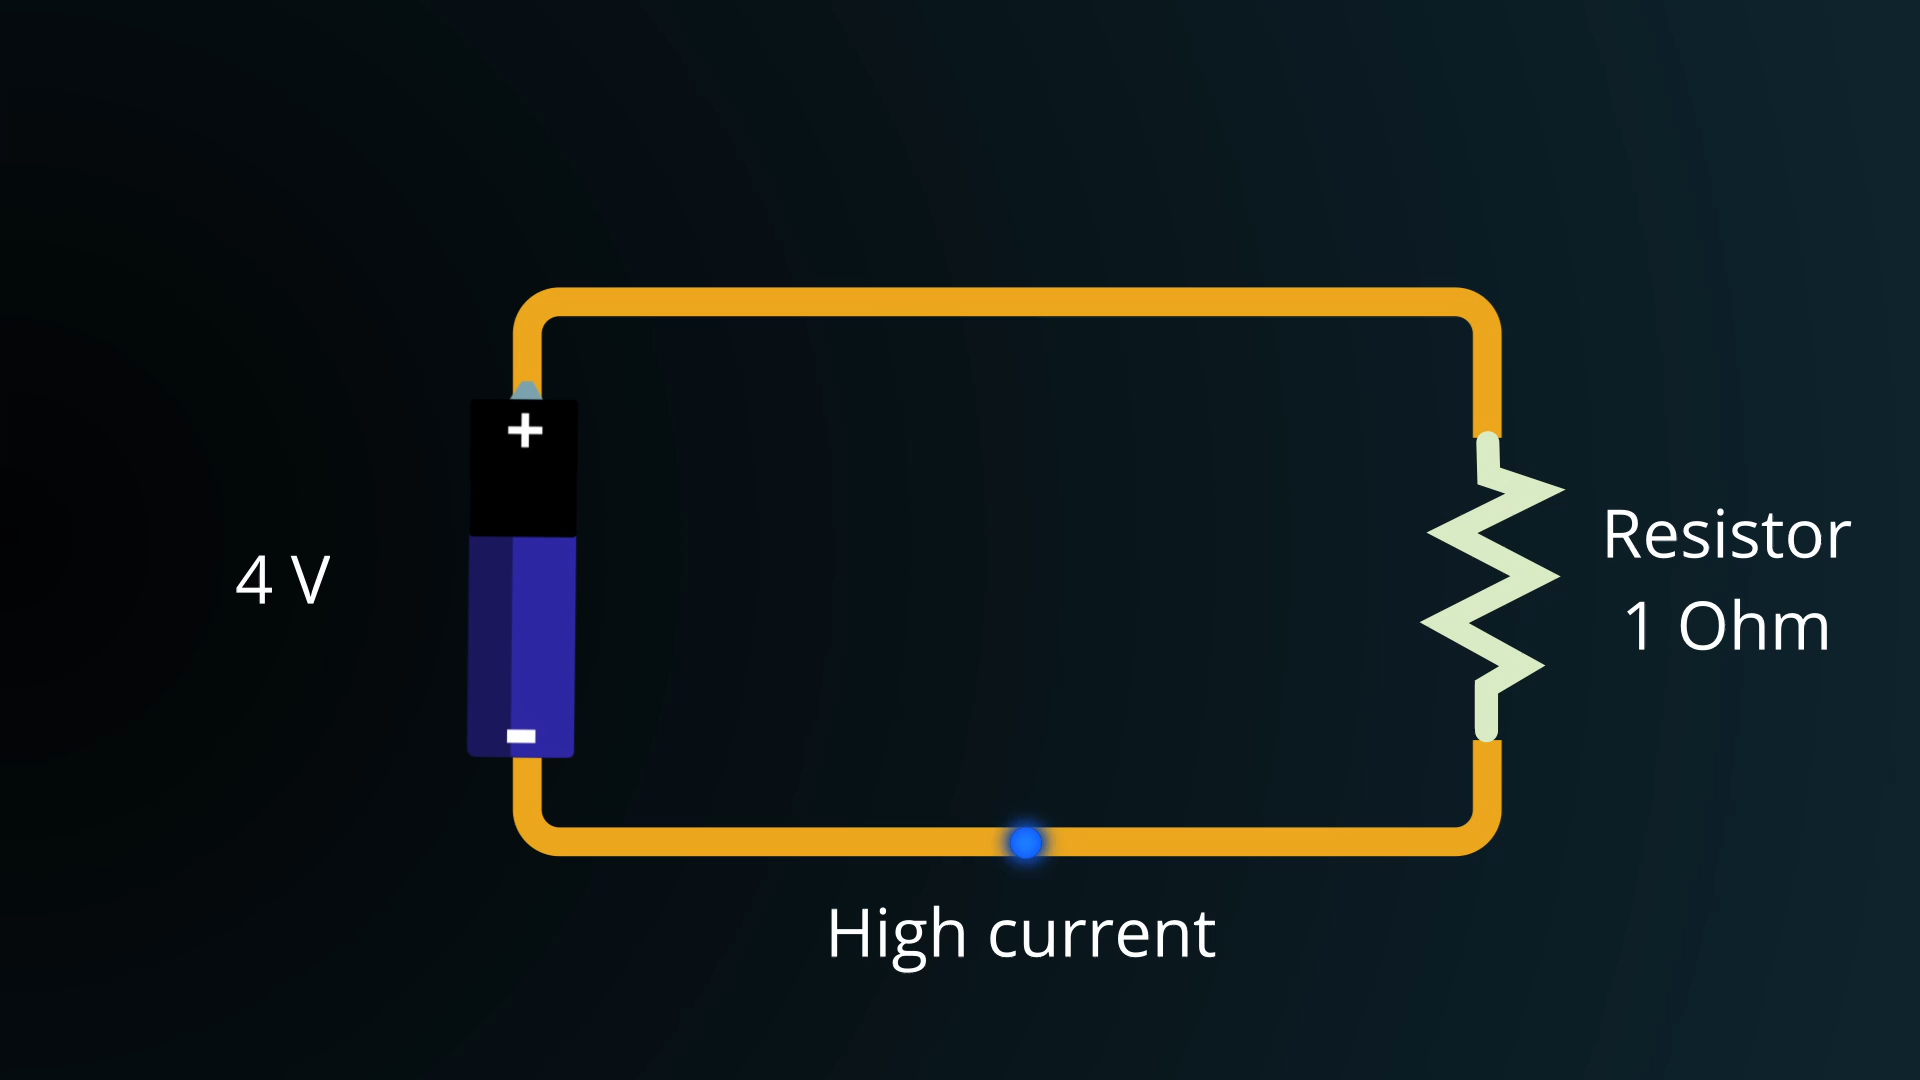 +
4 V
Resistor
1 Ohm
-
High current